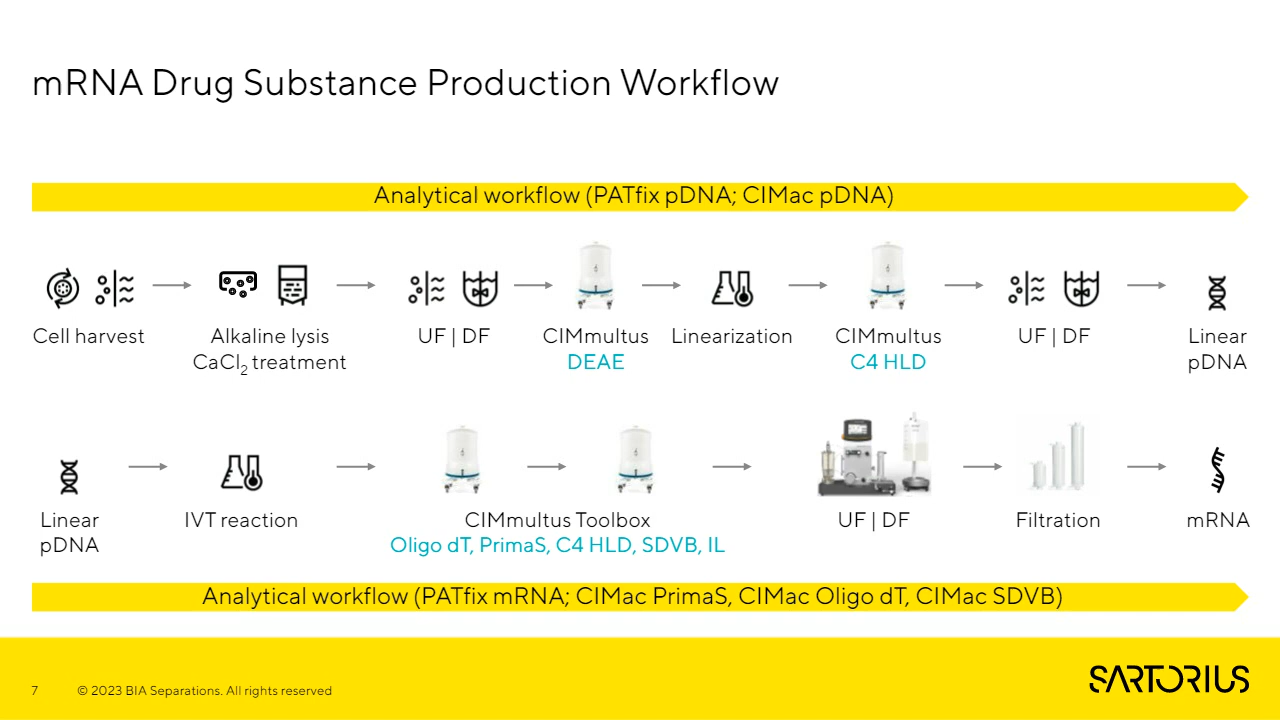 mRNA Drug Substance Production Workflow
Analytical workflow (PATfix pDNA; CIMac pDNA)
Cell harvest
Alkaline lysis
CaCl₂ treatment
UF | DF
CIMmultus
DEAE
Linearization
CIMmultus
C4 HLD
UF | DF
Linear
pDNA
Linear
pDNA
IVT reaction
CIMmultus Toolbox
Oligo dT, PrimaS, C4 HLD, SDVB, IL
UF | DF
Filtration
mRNA
Analytical workflow (PATfix mRNA; CIMac PrimaS, CIMac Oligo dT, CIMac SDVB)
7 © 2023 BIA Separations. All rights reserved
SARTORIUS